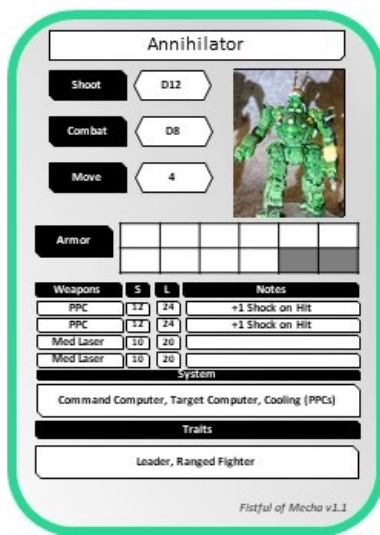 Annihilator
Shoot D12
Combat D8
Move 4
Armor
Weapons S L Notes
PPC 12 24 +1 Shock on Hit
PPC 12 24 +1 Shock on Hit
Med Laser 10 20
Med Laser 10 20
System
Command Computer, Target Computer, Cooling (PPCs)
Traits
Leader, Ranged Fighter
Fistful of Mecha v1.1